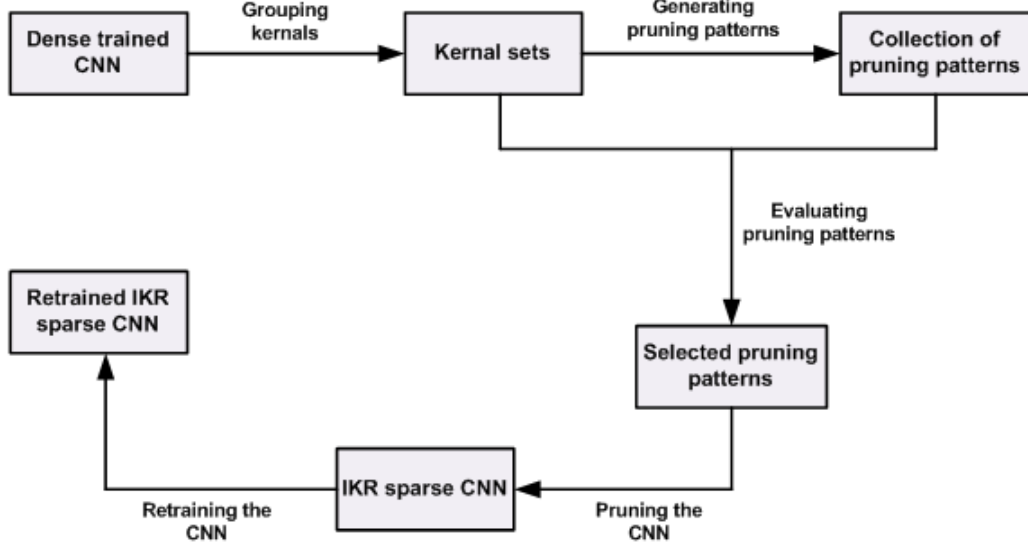 Dense trained
CNN
Grouping
kernals
Kernal sets
Generating
pruning patterns
Collection of
pruning patterns
Evaluating
pruning patterns
Selected pruning
patterns
Pruning the
CNN
IKR sparse CNN
Retraining the
CNN
Retrained IKR
sparse CNN